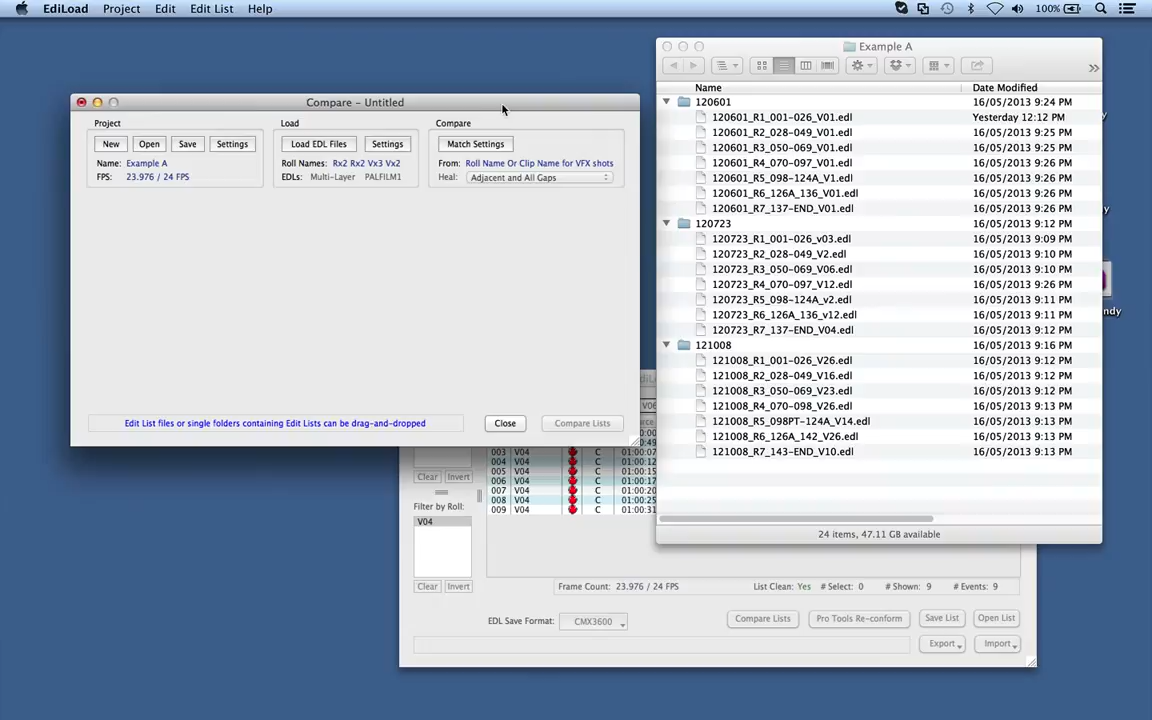 EdiLoad Project Edit Edit List Help 100%
Example A
Name Date Modified
120601 16/05/2013 9:24 PM
120601_R1_001-026_V01.edl Yesterday 12:12 PM
120601_R2_028-049_V01.edl 16/05/2013 9:25 PM
120601_R3_050-069_V01.edl 16/05/2013 9:26 PM
120601_R4_070-097_V01.edl 16/05/2013 9:26 PM
120601_R5_098-124A_V1.edl 16/05/2013 9:26 PM
120601_R6_126A_136_V01.edl 16/05/2013 9:26 PM
120601_R7_137-END_V01.edl 16/05/2013 9:26 PM
120723 16/05/2013 9:12 PM
120723_R1_001-026_v03.edl 16/05/2013 9:09 PM
120723_R2_028-049_V2.edl 16/05/2013 9:10 PM
120723_R3_050-069_V06.edl 16/05/2013 9:10 PM
120723_R4_070-097_V12.edl 16/05/2013 9:26 PM
120723_R5_098-124A_v2.edl 16/05/2013 9:11 PM
120723_R6_126A_136_v12.edl 16/05/2013 9:11 PM
120723_R7_137-END_V04.edl 16/05/2013 9:12 PM
121008 16/05/2013 9:16 PM
121008_R1_001-026_V26.edl 16/05/2013 9:12 PM
121008_R2_028-049_V16.edl 16/05/2013 9:12 PM
121008_R3_050-069_V23.edl 16/05/2013 9:12 PM
121008_R4_070-098_V26.edl 16/05/2013 9:13 PM
121008_R5_098PT-124A_V14.edl 16/05/2013 9:13 PM
121008_R6_126A_142_V26.edl 16/05/2013 9:13 PM
121008_R7_143-END_V10.edl 16/05/2013 9:13 PM
24 items, 47.11 GB available
Compare - Untitled
Project Load Compare
New Open Save Settings Load EDL Files Settings Match Settings
Name: Example A Roll Names: Rx2 Rx2 Vx3 Vx2 From: Roll Name Or Clip Name for VFX shots
FPS: 23.976 / 24 FPS EDLs: Multi-Layer PALFILM1 Heal: Adjacent and All Gaps
Edit List files or single folders containing Edit Lists can be drag-and-dropped Close Compare Lists
003 V04 C 01:00:07
004 V04 C 01:00:12
005 V04 C 01:00:15
006 V04 C 01:00:17
007 V04 C 01:00:20
008 V04 C 01:00:25
009 V04 C 01:00:31
Clear Invert
Filter by Roll:
V04
Clear Invert
Frame Count: 23.976 / 24 FPS List Clean: Yes # Select: 0 # Shown: 9 # Events: 9
EDL Save Format: CMX3600 Compare Lists Pro Tools Re-conform Save List Open List
Export Import
ndy